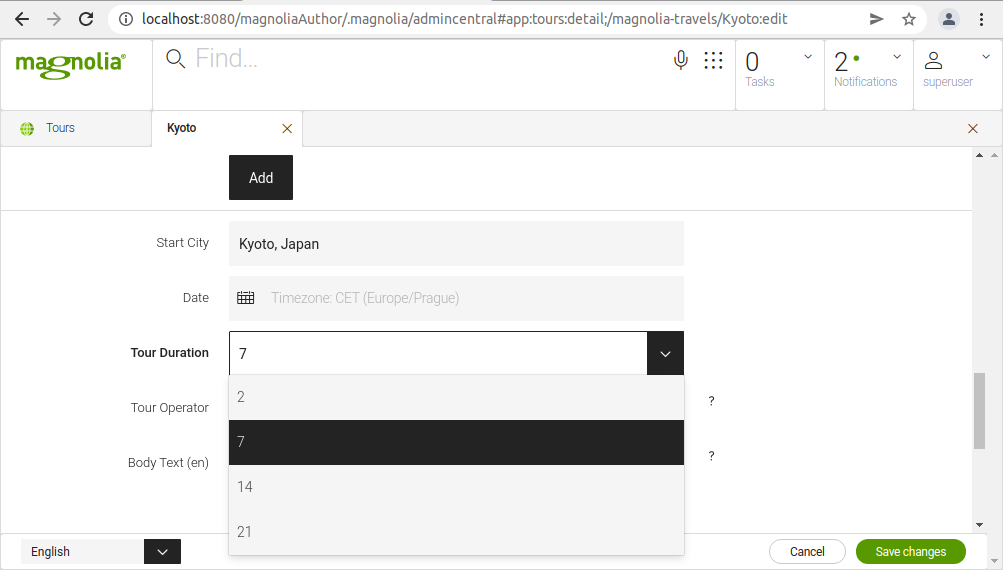 localhost:8080/magnoliaAuthor/.magnolia/admincentral#app:tours:detail;/magnolia-travels/Kyoto:edit
magnolia®
Find...
0
Tasks
2
Notifications
superuser
Tours
Kyoto
Add
Start City
Kyoto, Japan
Date
Timezone: CET (Europe/Prague)
Tour Duration
7
2
Tour Operator
?
7
Body Text (en)
?
14
21
English
Cancel
Save changes